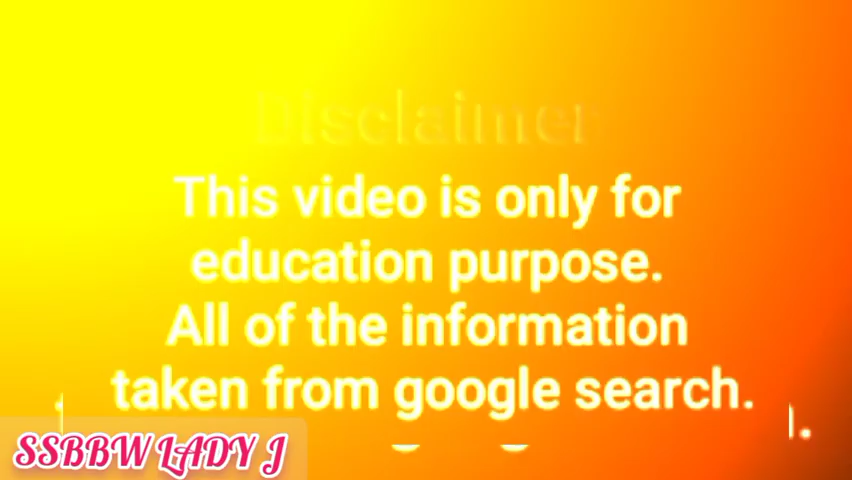 Disclaimer
This video is only for
education purpose.
All of the information
taken from google search.
SSBBW LADY J